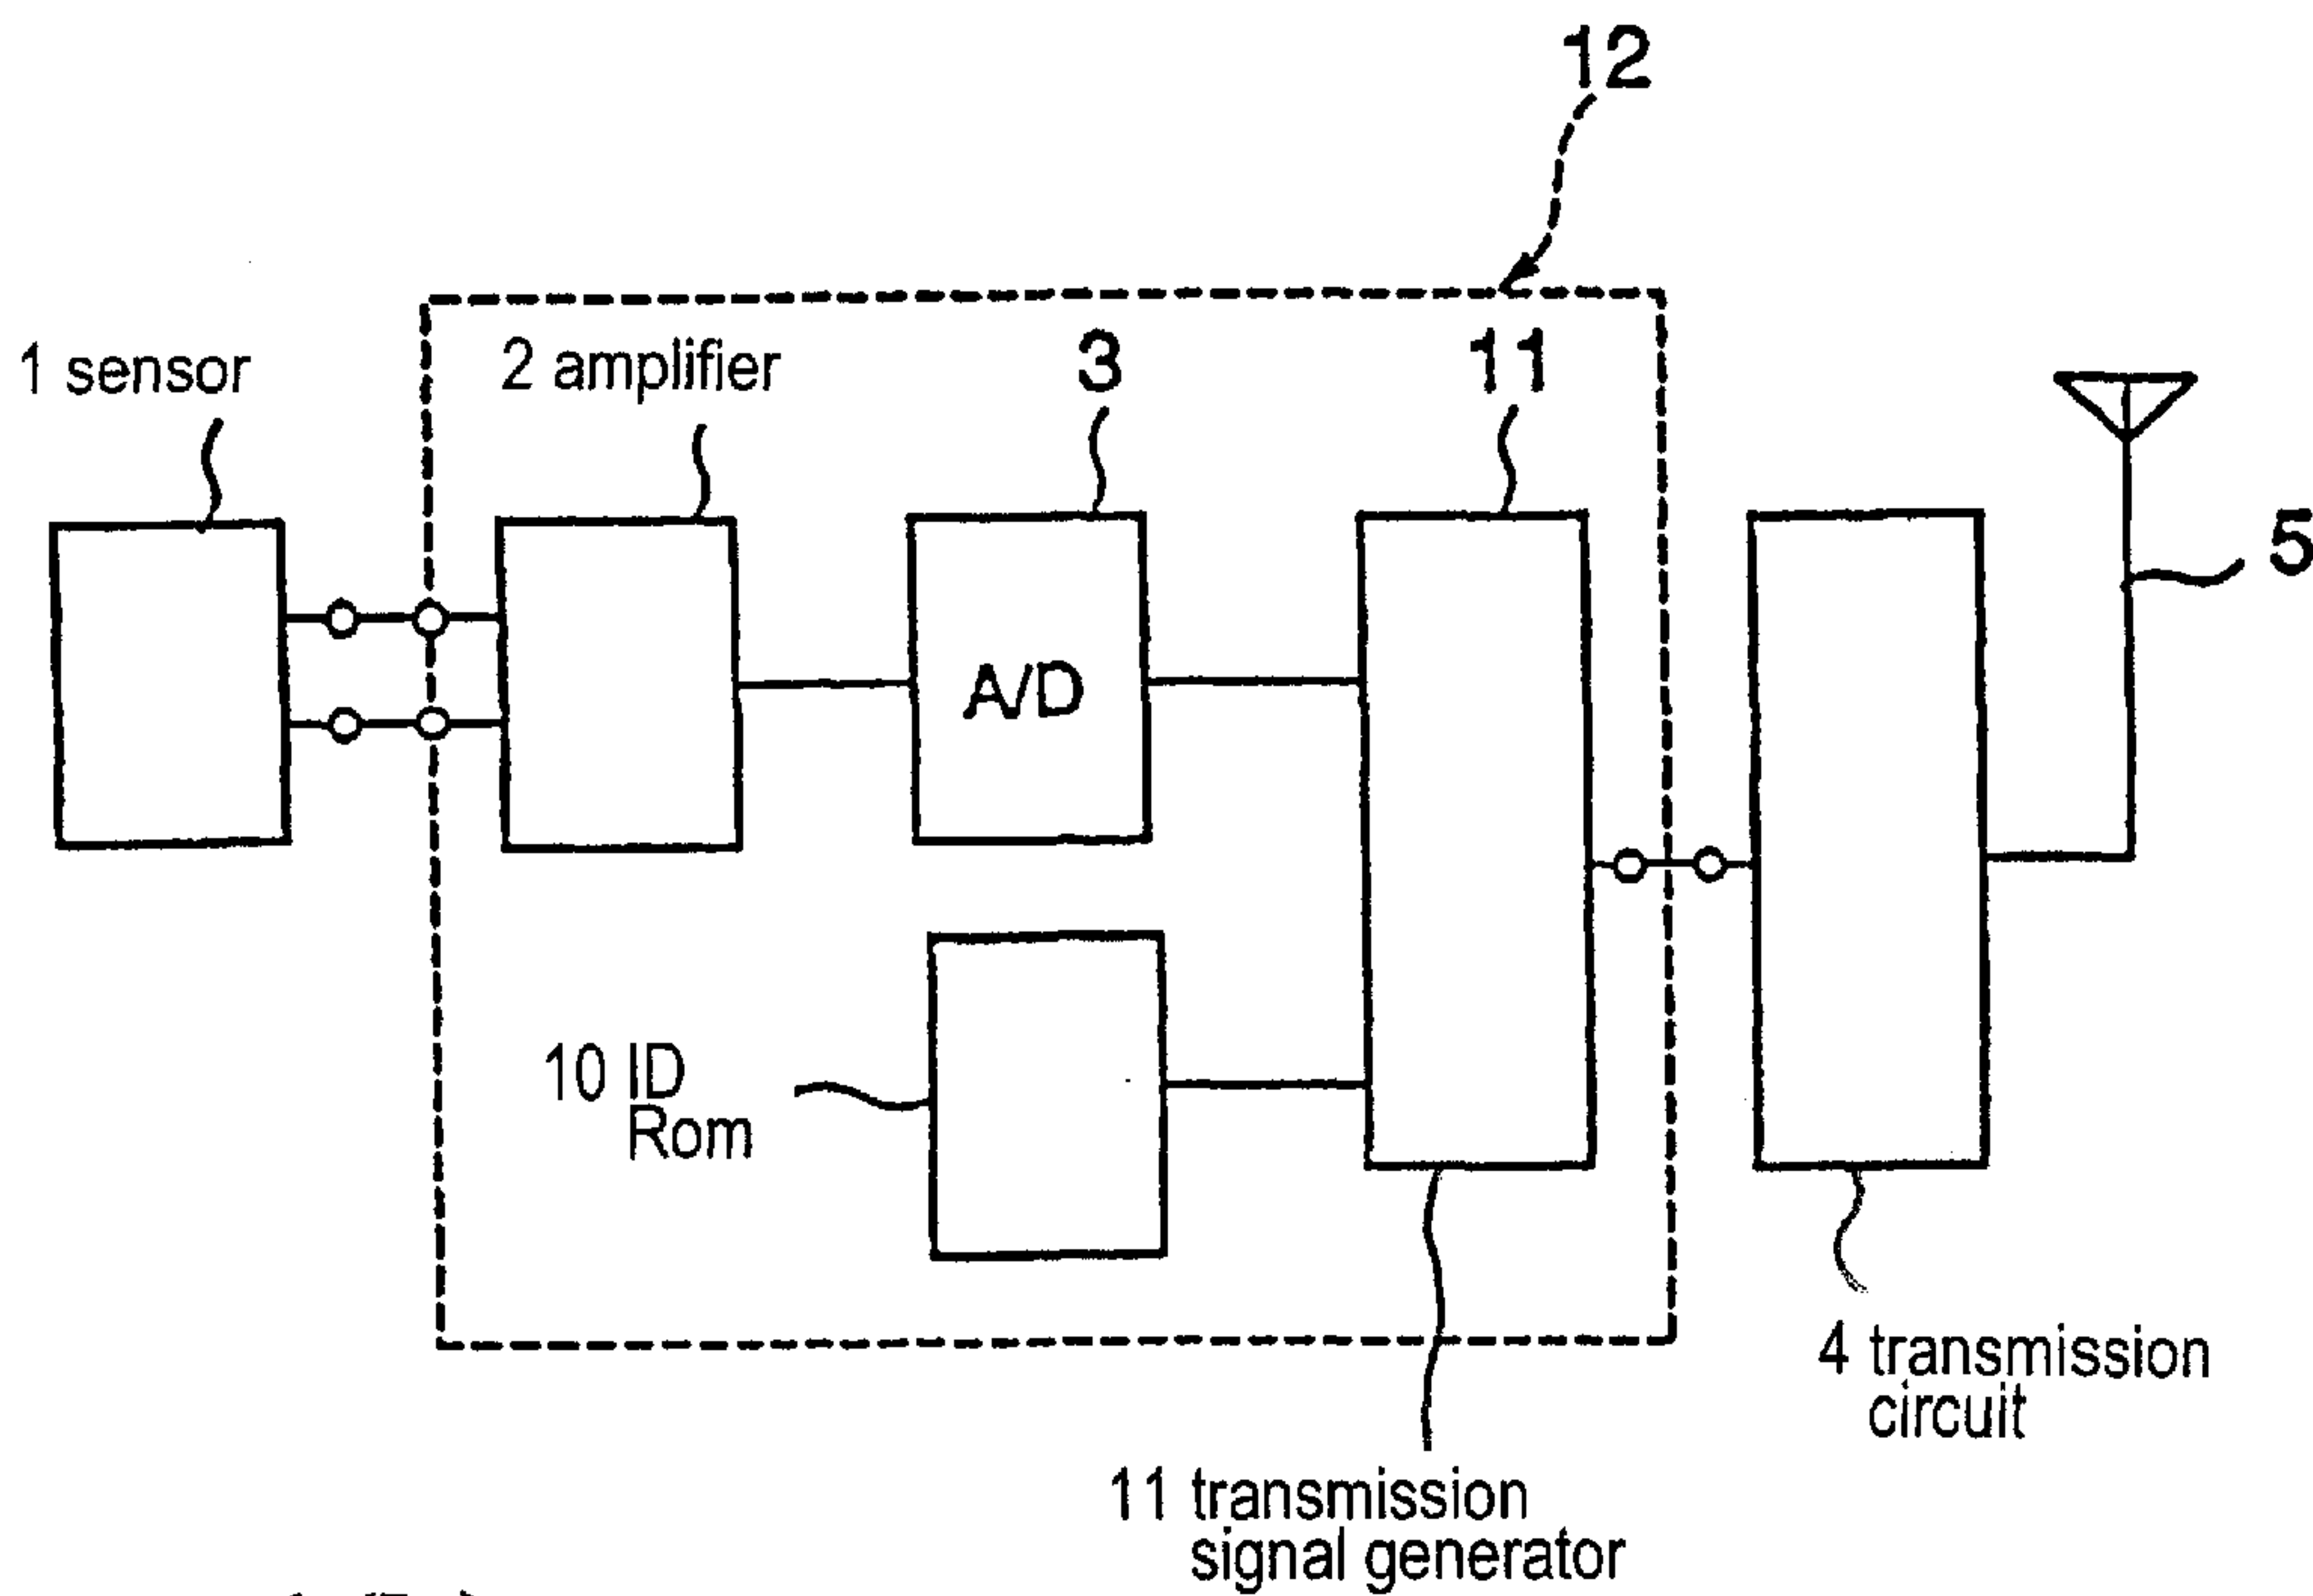 12
1 sensor
2 amplifier
3
11
5
A/D
10 ID
Rom
4 transmission
circuit
11 transmission
signal generator